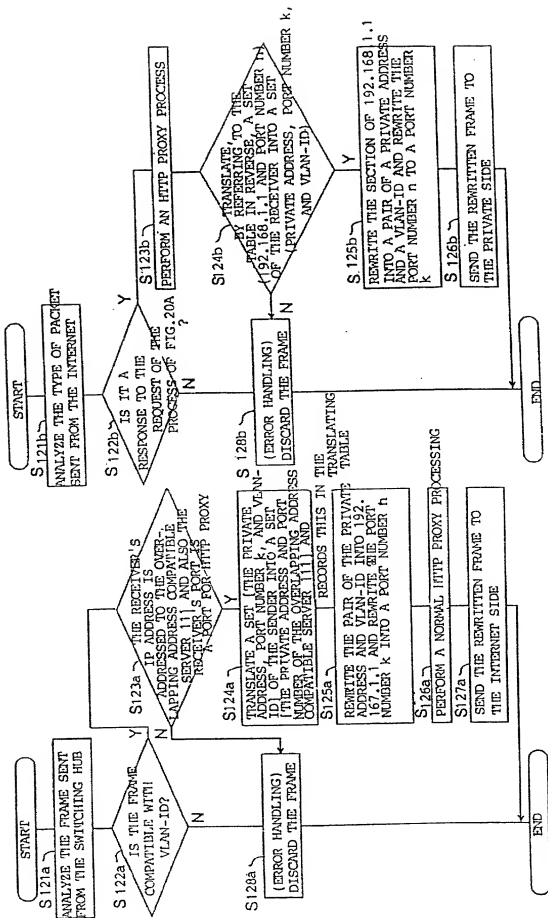 START
S121a
ANALYZE THE FRAME SENT
FROM THE SWITCHING HUB
S122a
IS THE FRAME
COMPATIBLE WITH
VLAN-ID?
Y
N
S123a
THE RECEIVER'S
IP ADDRESS IS
ADDRESSED TO THE OVER-
LAPPING ADDRESS COMPATIBLE
SERVER 11] AND ALSO THE
RECEIVER'S PORT IS
A PORT FOR HTTP PROXY
N
Y
S124a
TRANSLATE A SET [THE PRIVATE
ADDRESS, PORT NUMBER k, AND VLAN-
ID] OF THE SENDER INTO A SET
[THE PRIVATE ADDRESS AND PORT
NUMBER OF THE OVERLAPPING ADDRESS
COMPATIBLE SERVER 111] AND
RECORDS THIS IN THE TRANSLATING
TABLE
S125a
REWRITE THE PAIR OF THE PRIVATE
ADDRESS AND VLAN-ID INTO 192.
167.1.1 AND REWRITE THE PORT
NUMBER k INTO A PORT NUMBER h
S126a
PERFORM A NORMAL HTTP PROXY PROCESSING
S127a
SEND THE REWRITTEN FRAME TO
THE INTERNET SIDE
S128a
(ERROR HANDLING)
DISCARD THE FRAME
END
START
S121b
ANALYZE THE TYPE OF PACKET
SENT FROM THE INTERNET
S122b
IS IT A
RESPONSE TO THE
REQUEST OF THE
PROCESS OF FIG.20A
?
Y
N
S123b
PERFORM AN HTTP PROXY PROCESS
S124b
TRANSLATE,
BY REFERRING TO THE
TABLE IN REVERSE, A SET
(192.168.1.1 AND PORT NUMBER h)
OF THE RECEIVER INTO A SET
(PRIVATE ADDRESS, PORT NUMBER k,
AND VLAN-ID)
N
Y
S125b
REWRITE THE SECTION OF 192.168.1.1
INTO A PAIR OF A PRIVATE ADDRESS
AND A VLAN-ID AND REWRITE THE
PORT NUMBER n TO A PORT NUMBER
k
S126b
SEND THE REWRITTEN FRAME TO
THE PRIVATE SIDE
S128b
(ERROR HANDLING)
DISCARD THE FRAME
END